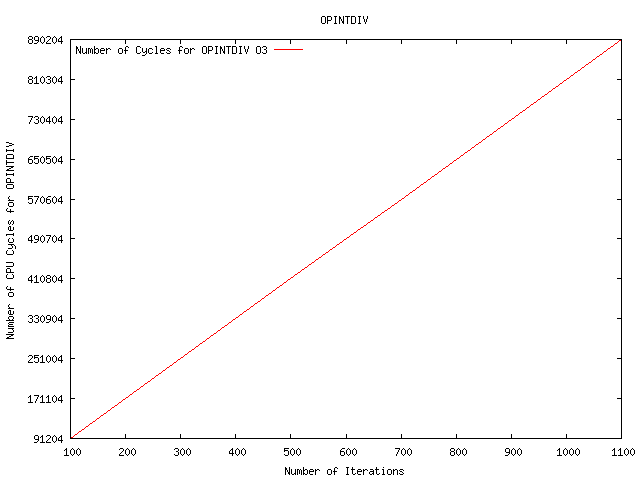 OPINTDIV
Number of Cycles for OPINTDIV O3
890204
810304
730404
650504
570604
490704
410804
330904
251004
171104
91204
Number of CPU Cycles for OPINTDIV
100 200 300 400 500 600 700 800 900 1000 1100
Number of Iterations